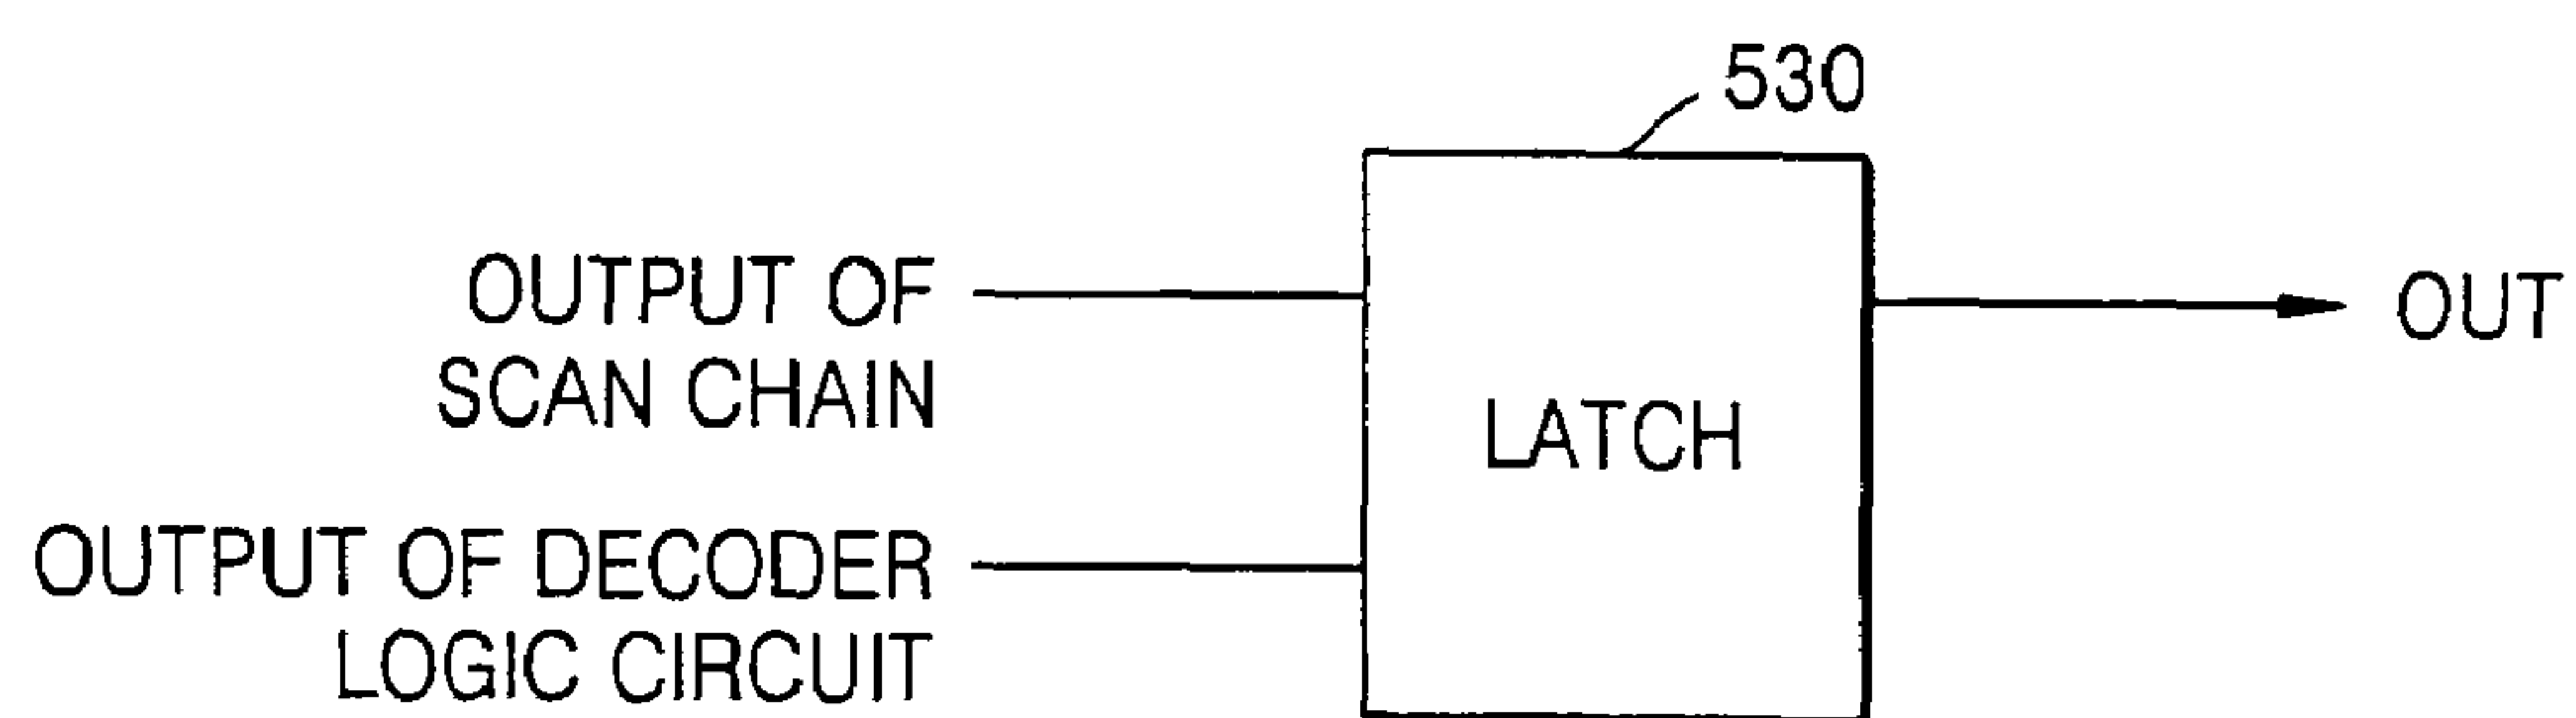 530
OUTPUT OF
SCAN CHAIN
OUT
LATCH
OUTPUT OF DECODER
LOGIC CIRCUIT